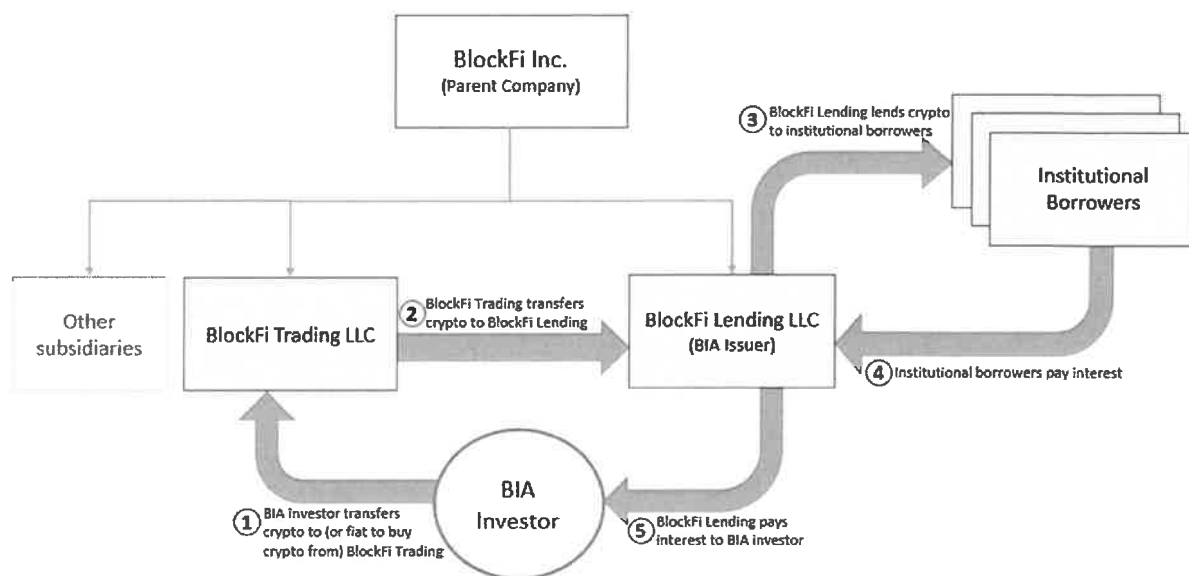 BlockFi Inc.
(Parent Company)
③ BlockFi Lending lends crypto
to institutional borrowers
Institutional
Borrowers
Other
subsidiaries
BlockFi Trading LLC
② BlockFi Trading transfers
crypto to BlockFi Lending
BlockFi Lending LLC
(BIA Issuer)
④ Institutional borrowers pay interest
BIA
Investor
① BIA investor transfers
crypto to (or fiat to buy
crypto from) BlockFi Trading
⑤ BlockFi Lending pays
interest to BIA investor